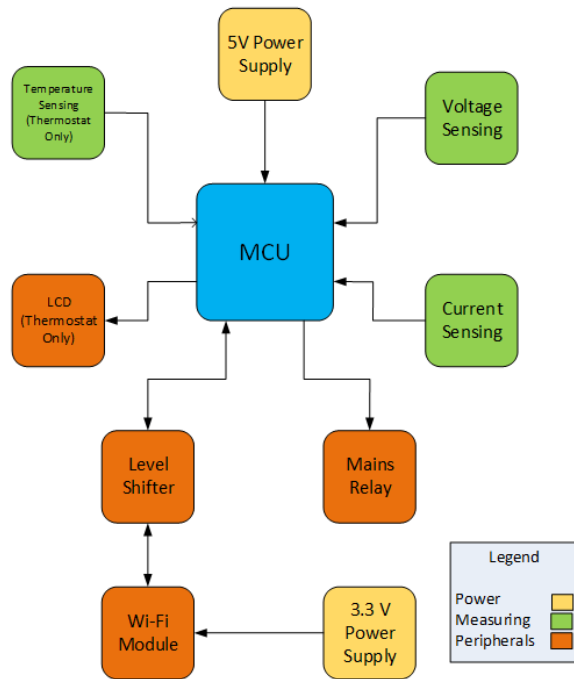 5V Power
Supply
Temperature
Sensing
(Thermostat
Only)
Voltage
Sensing
MCU
LCD
(Thermostat
Only)
Current
Sensing
Level
Shifter
Mains
Relay
Wi-Fi
Module
3.3 V
Power
Supply
Legend
Power
Measuring
Peripherals